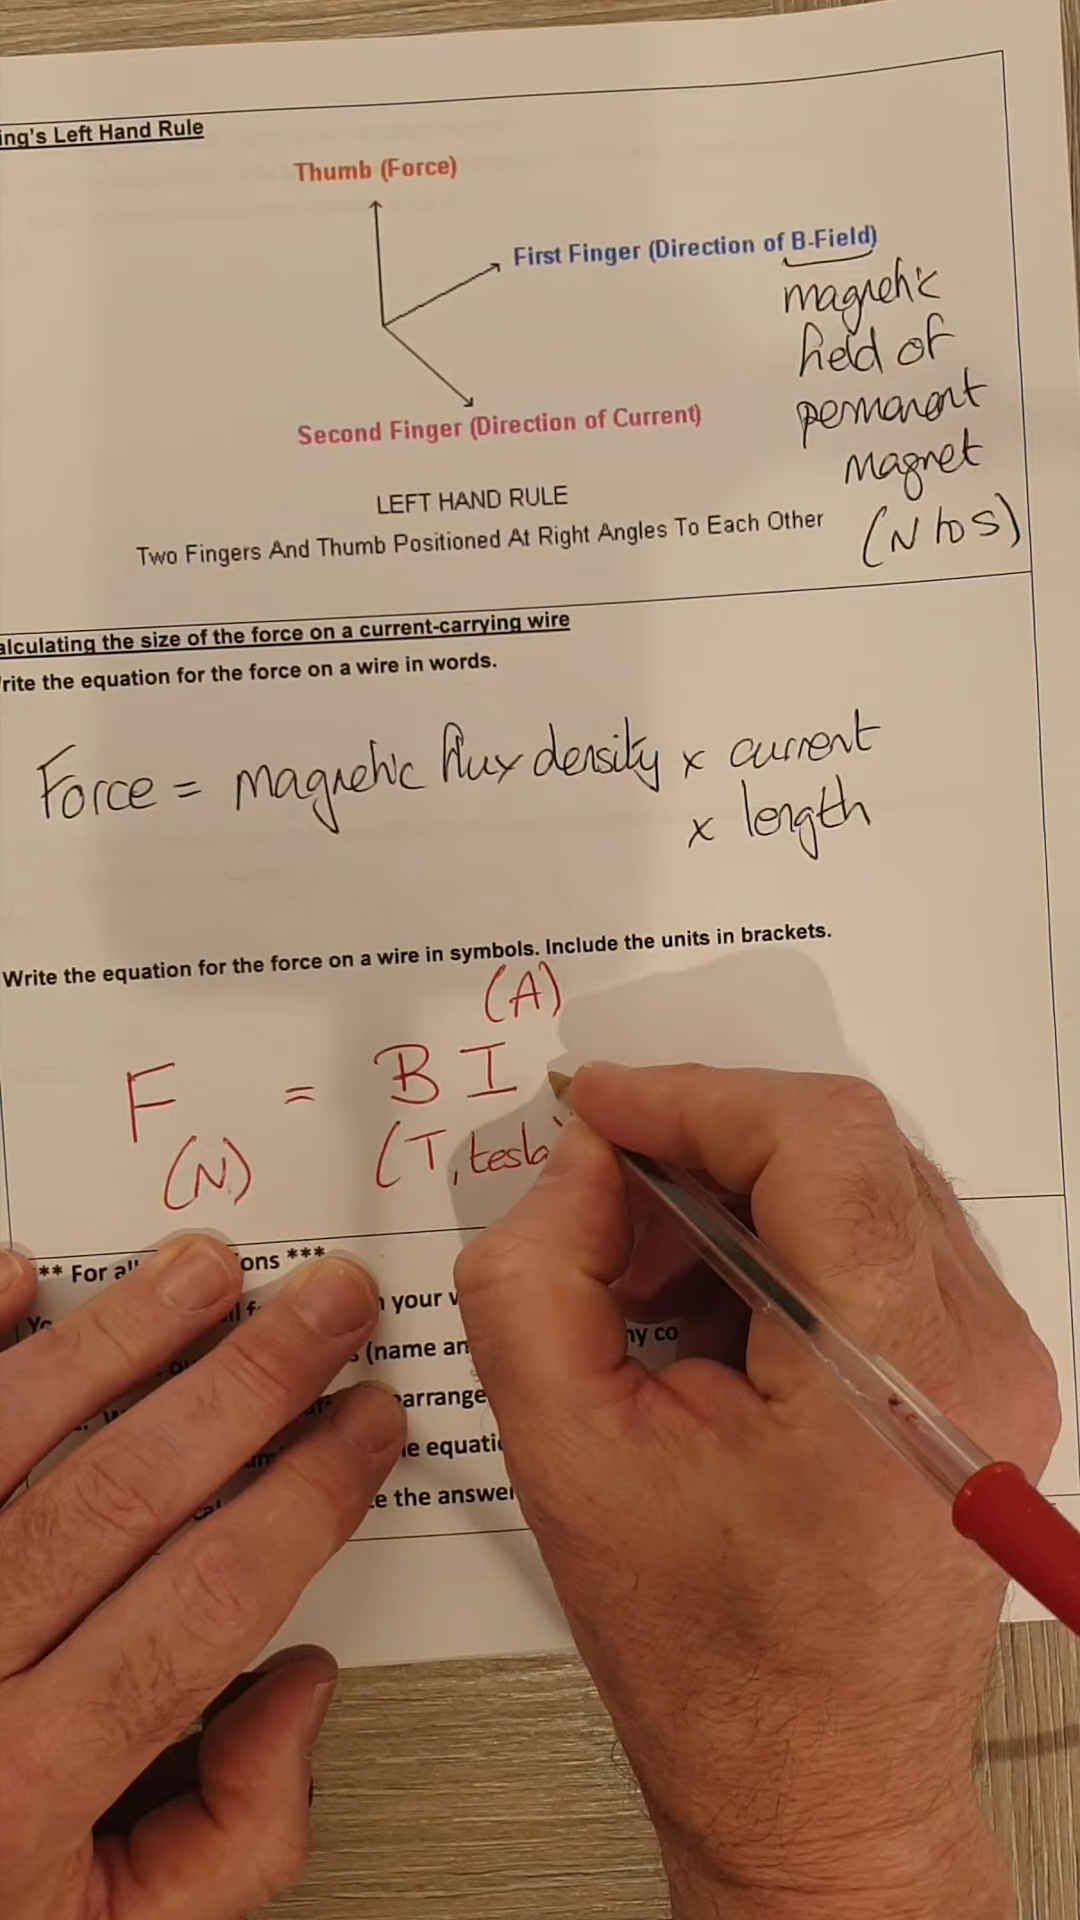 ing's Left Hand Rule
Thumb (Force)
First Finger (Direction of B-Field)
magnetic
field of
permanent
magnet
(N to S)
Second Finger (Direction of Current)
LEFT HAND RULE
Two Fingers And Thumb Positioned At Right Angles To Each Other
alculating the size of the force on a current-carrying wire
rite the equation for the force on a wire in words.
Force = magnetic flux density x current
x length
Write the equation for the force on a wire in symbols. Include the units in brackets.
(A)
F = B I
(N) (T, tesla)
** For al ons ***
your
(name an y co
arrange
e equati
e the answer